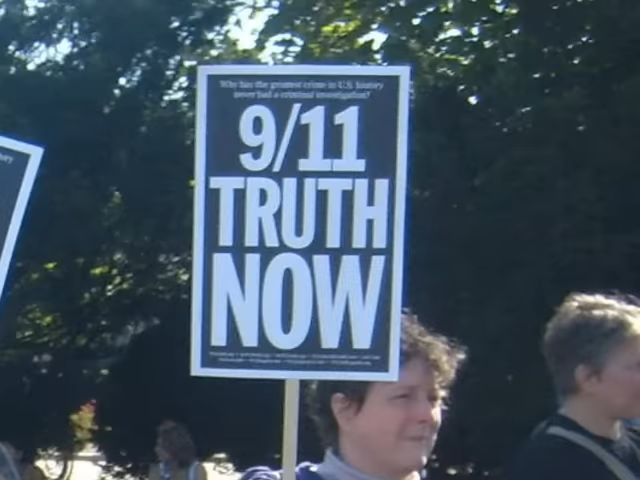 Why has the greatest crime in U.S. history
never had a criminal investigation?
9/11
TRUTH
NOW